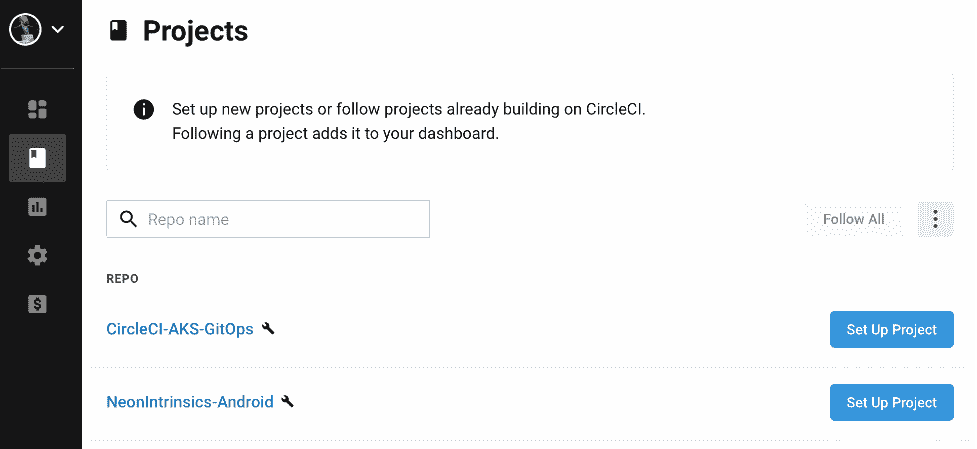 Projects
Set up new projects or follow projects already building on CircleCI.
Following a project adds it to your dashboard.
Repo name
Follow All
REPO
CircleCI-AKS-GitOps
Set Up Project
NeonIntrinsics-Android
Set Up Project